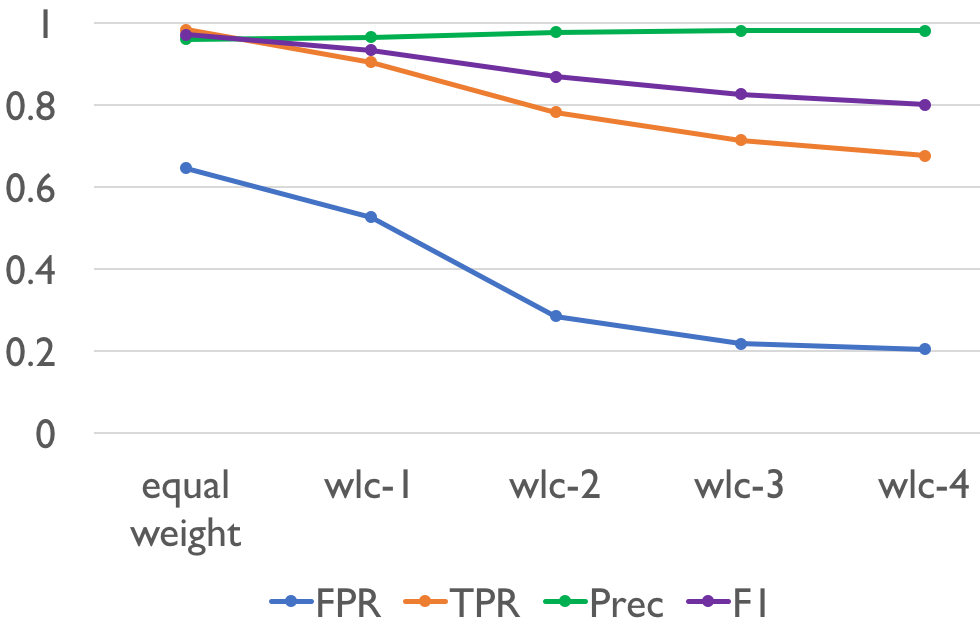 1
0.8
0.6
0.4
0.2
0
equal weight
wlc-1
wlc-2
wlc-3
wlc-4
FPR
TPR
Prec
F1